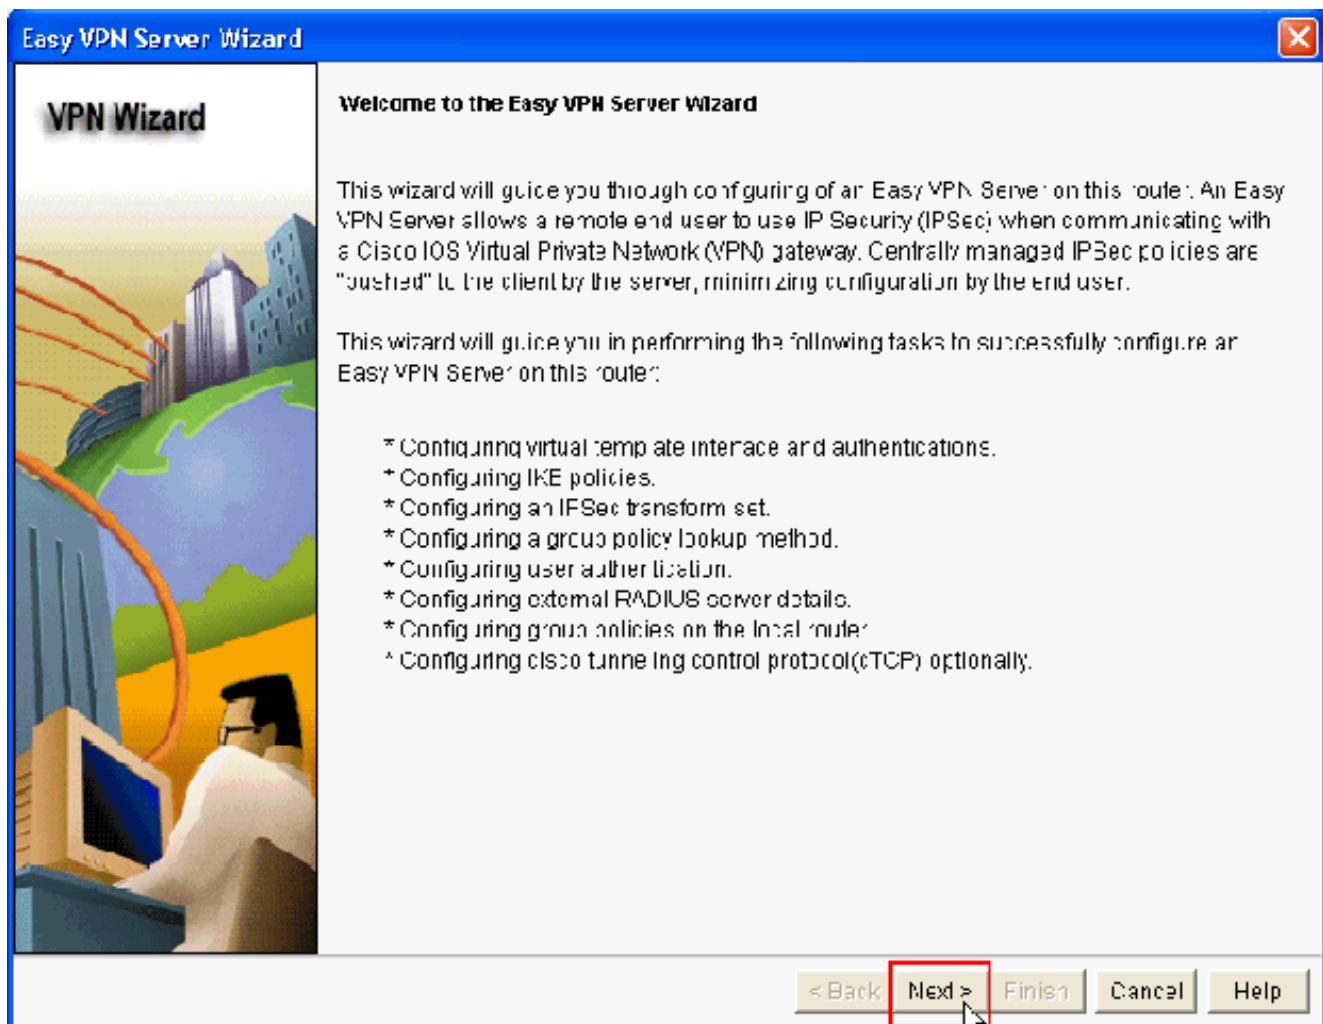 Easy VPN Server Wizard
VPN Wizard
Welcome to the Easy VPN Server Wizard
This wizard will guide you through configuring of an Easy VPN Server on this router. An Easy
VPN Server allows a remote end user to use IP Security (IPSec) when communicating with
a Cisco IOS Virtual Private Network (VPN) gateway. Centrally managed IPSec policies are
"pushed" to the client by the server, minimizing configuration by the end user.
This wizard will guide you in performing the following tasks to successfully configure an
Easy VPN Server on this router:
* Configuring virtual template interface and authentications.
* Configuring IKE policies.
* Configuring an IPSec transform set.
* Configuring a group policy lookup method.
* Configuring user authentication.
* Configuring external RADIUS server details.
* Configuring group policies on the local router
* Configuring cisco tunneling control protocol(cTCP) optionally.
< Back Next > Finish Cancel Help